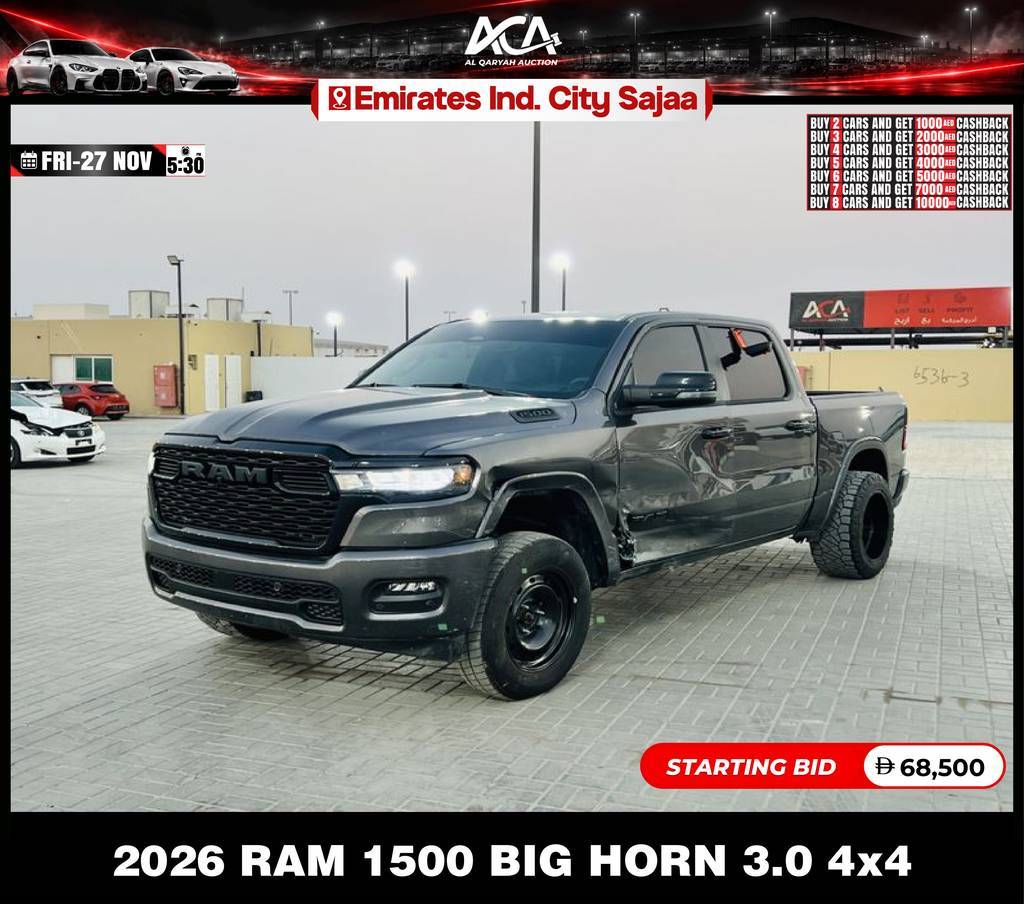 ACA
AL QARYAH AUCTION
Emirates Ind. City Sajaa
FRI-27 NOV 5:30
BUY 2 CARS AND GET 1000 AED CASHBACK
BUY 3 CARS AND GET 2000 AED CASHBACK
BUY 4 CARS AND GET 3000 AED CASHBACK
BUY 5 CARS AND GET 4000 AED CASHBACK
BUY 6 CARS AND GET 5000 AED CASHBACK
BUY 7 CARS AND GET 7000 AED CASHBACK
BUY 8 CARS AND GET 10000 AED CASHBACK
ACA
LIST SELL PROFIT
6536-3
1500
RAM
STARTING BID 68,500
2026 RAM 1500 BIG HORN 3.0 4x4